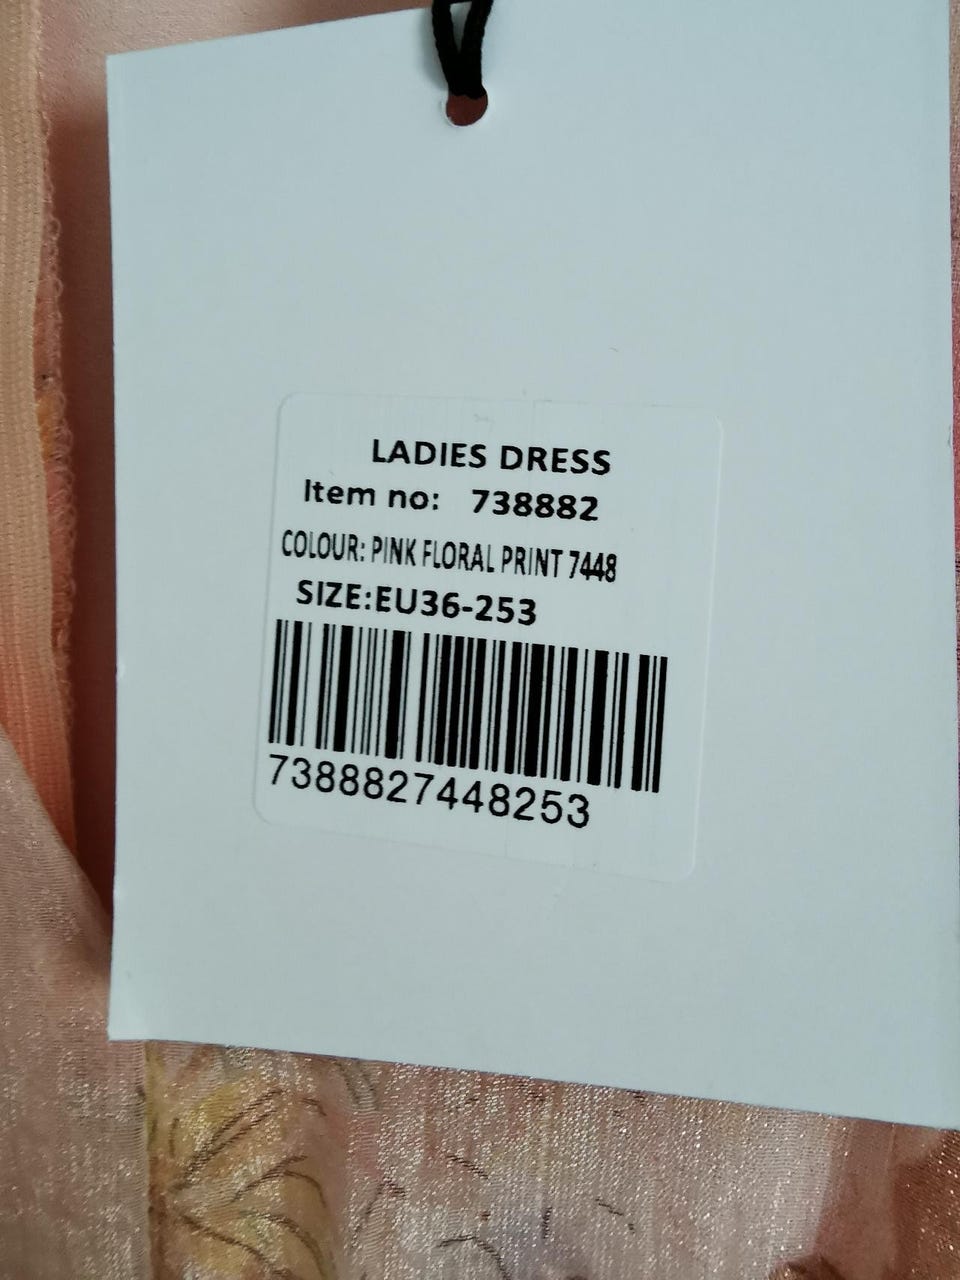 LADIES DRESS
Item no: 738882
COLOUR: PINK FLORAL PRINT 7448
SIZE:EU36-253
7388827448253